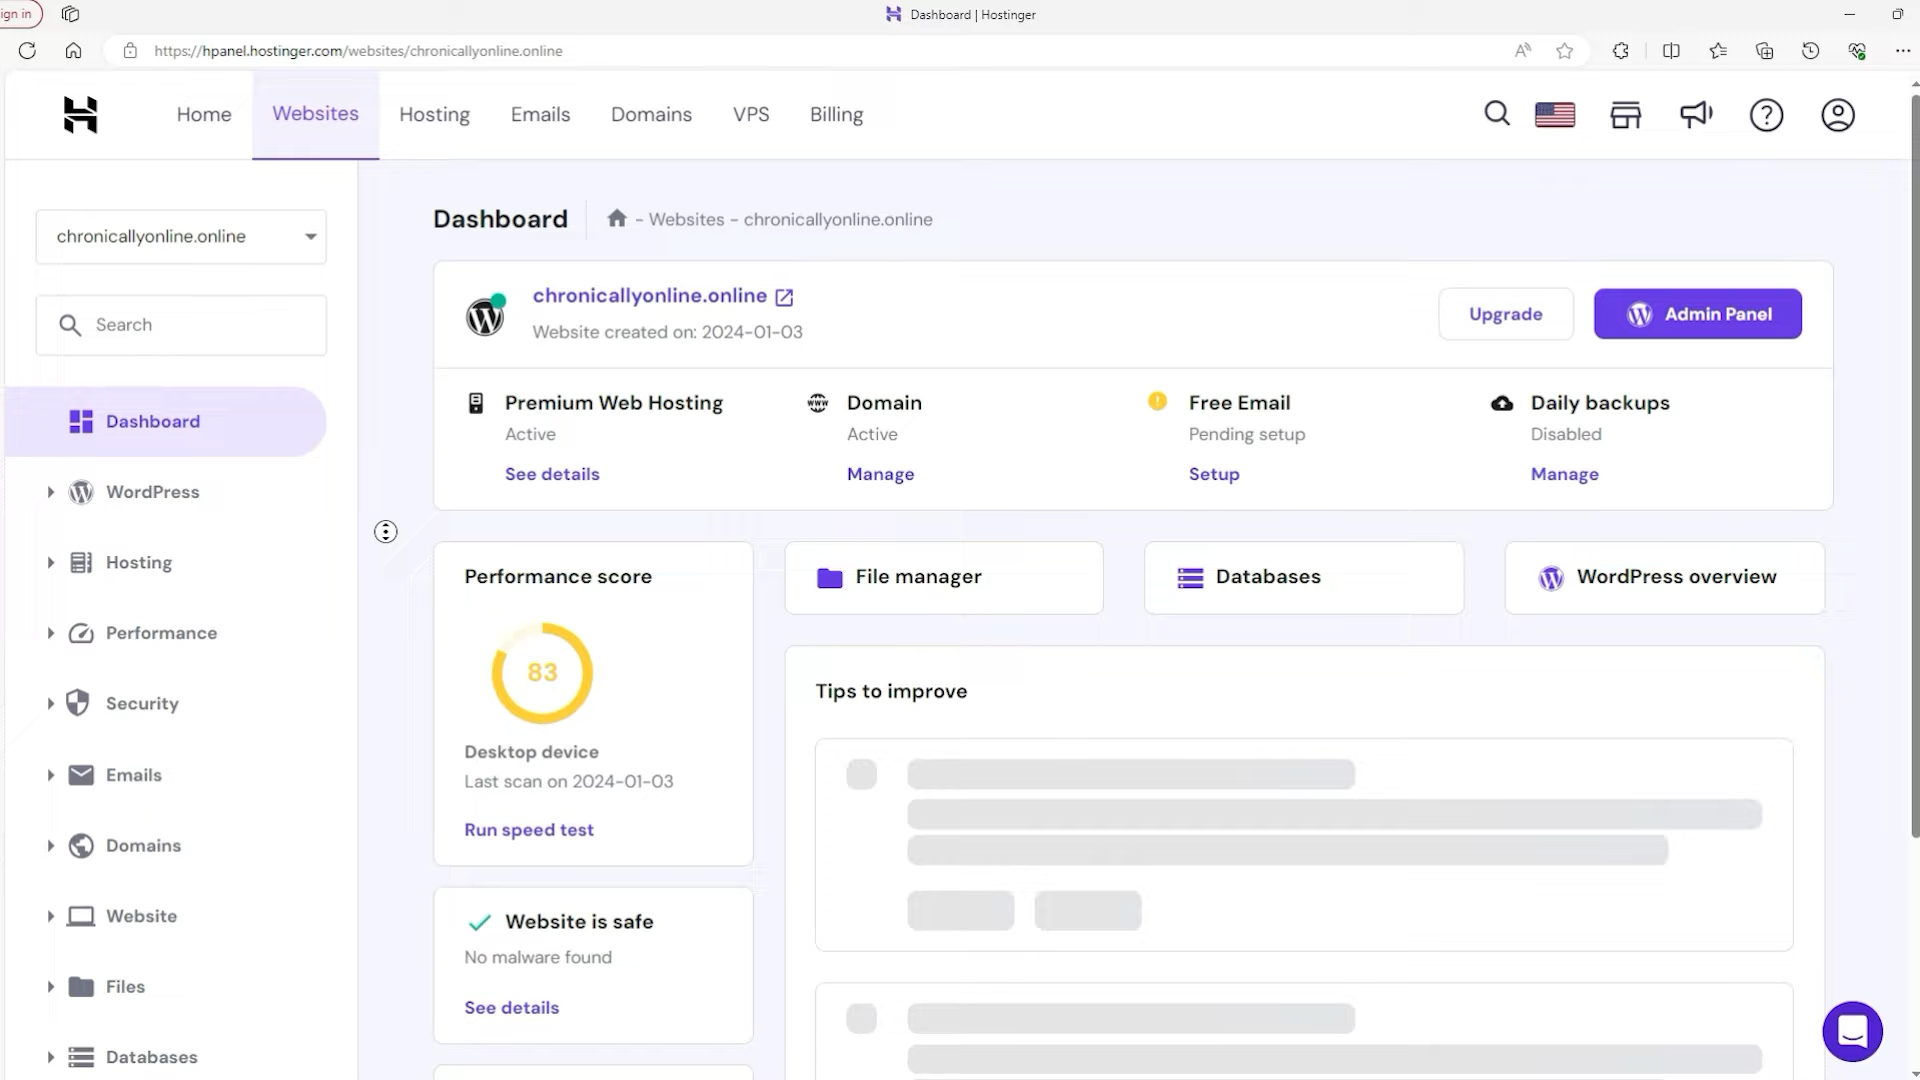 ign in
Dashboard | Hostinger
https://hpanel.hostinger.com/websites/chronicallyonline.online
Home
Websites
Hosting
Emails
Domains
VPS
Billing
chronicallyonline.online
Search
Dashboard
WordPress
Hosting
Performance
Security
Emails
Domains
Website
Files
Databases
Dashboard
- Websites - chronicallyonline.online
chronicallyonline.online
Website created on: 2024-01-03
Upgrade
Admin Panel
Premium Web Hosting
Active
See details
Domain
Active
Manage
Free Email
Pending setup
Setup
Daily backups
Disabled
Manage
Performance score
83
Desktop device
Last scan on 2024-01-03
Run speed test
File manager
Databases
WordPress overview
Tips to improve
Website is safe
No malware found
See details